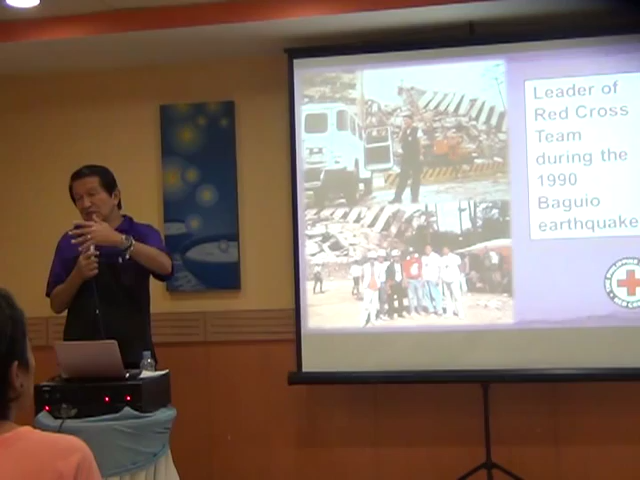 Leader of
Red Cross
Team
during the
1990
Baguio
earthquake